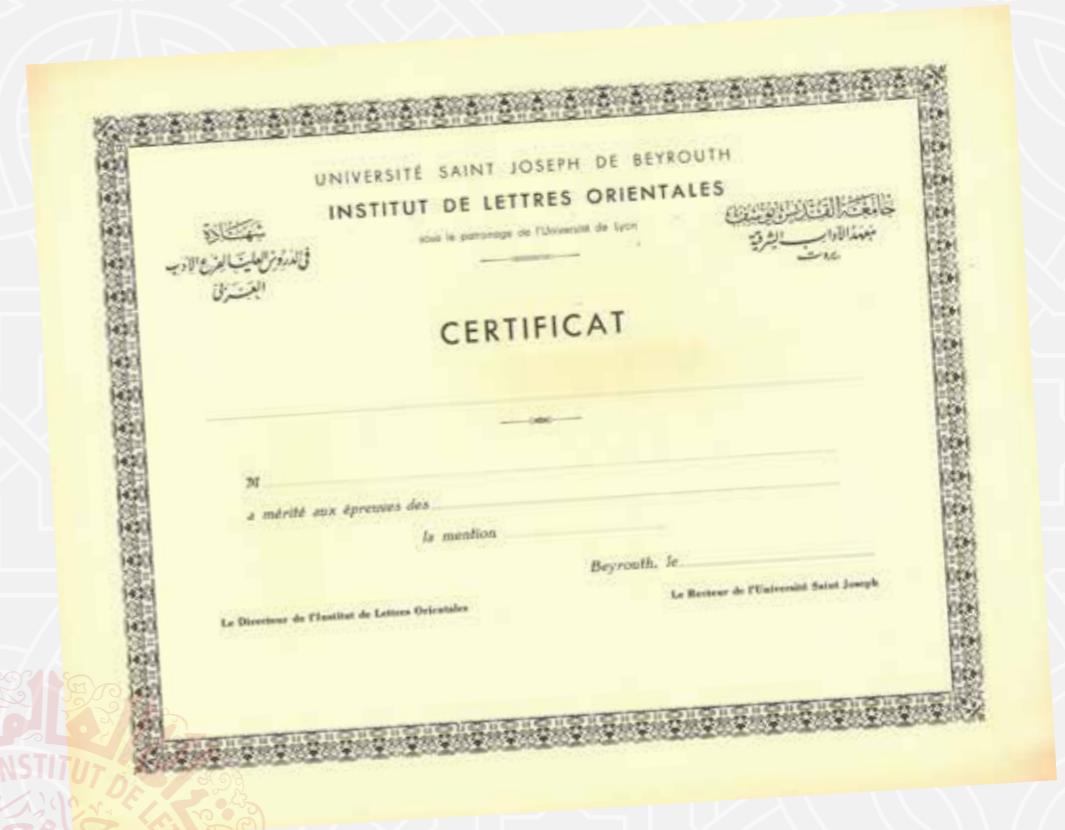 UNIVERSITÉ SAINT JOSEPH DE BEYROUTH
INSTITUT DE LETTRES ORIENTALES
sous le patronage de l'Université de Lyon
جامعة القديس يوسف
معهد الآداب الشرقية
بيروت
شهادة
في الدروس العليا لفرع الأدب
العربي
CERTIFICAT
M
a mérité aux épreuves des
la mention
Beyrouth, le
Le Directeur de l'Institut de Lettres Orientales
Le Recteur de l'Université Saint Joseph
INSTITUT DE